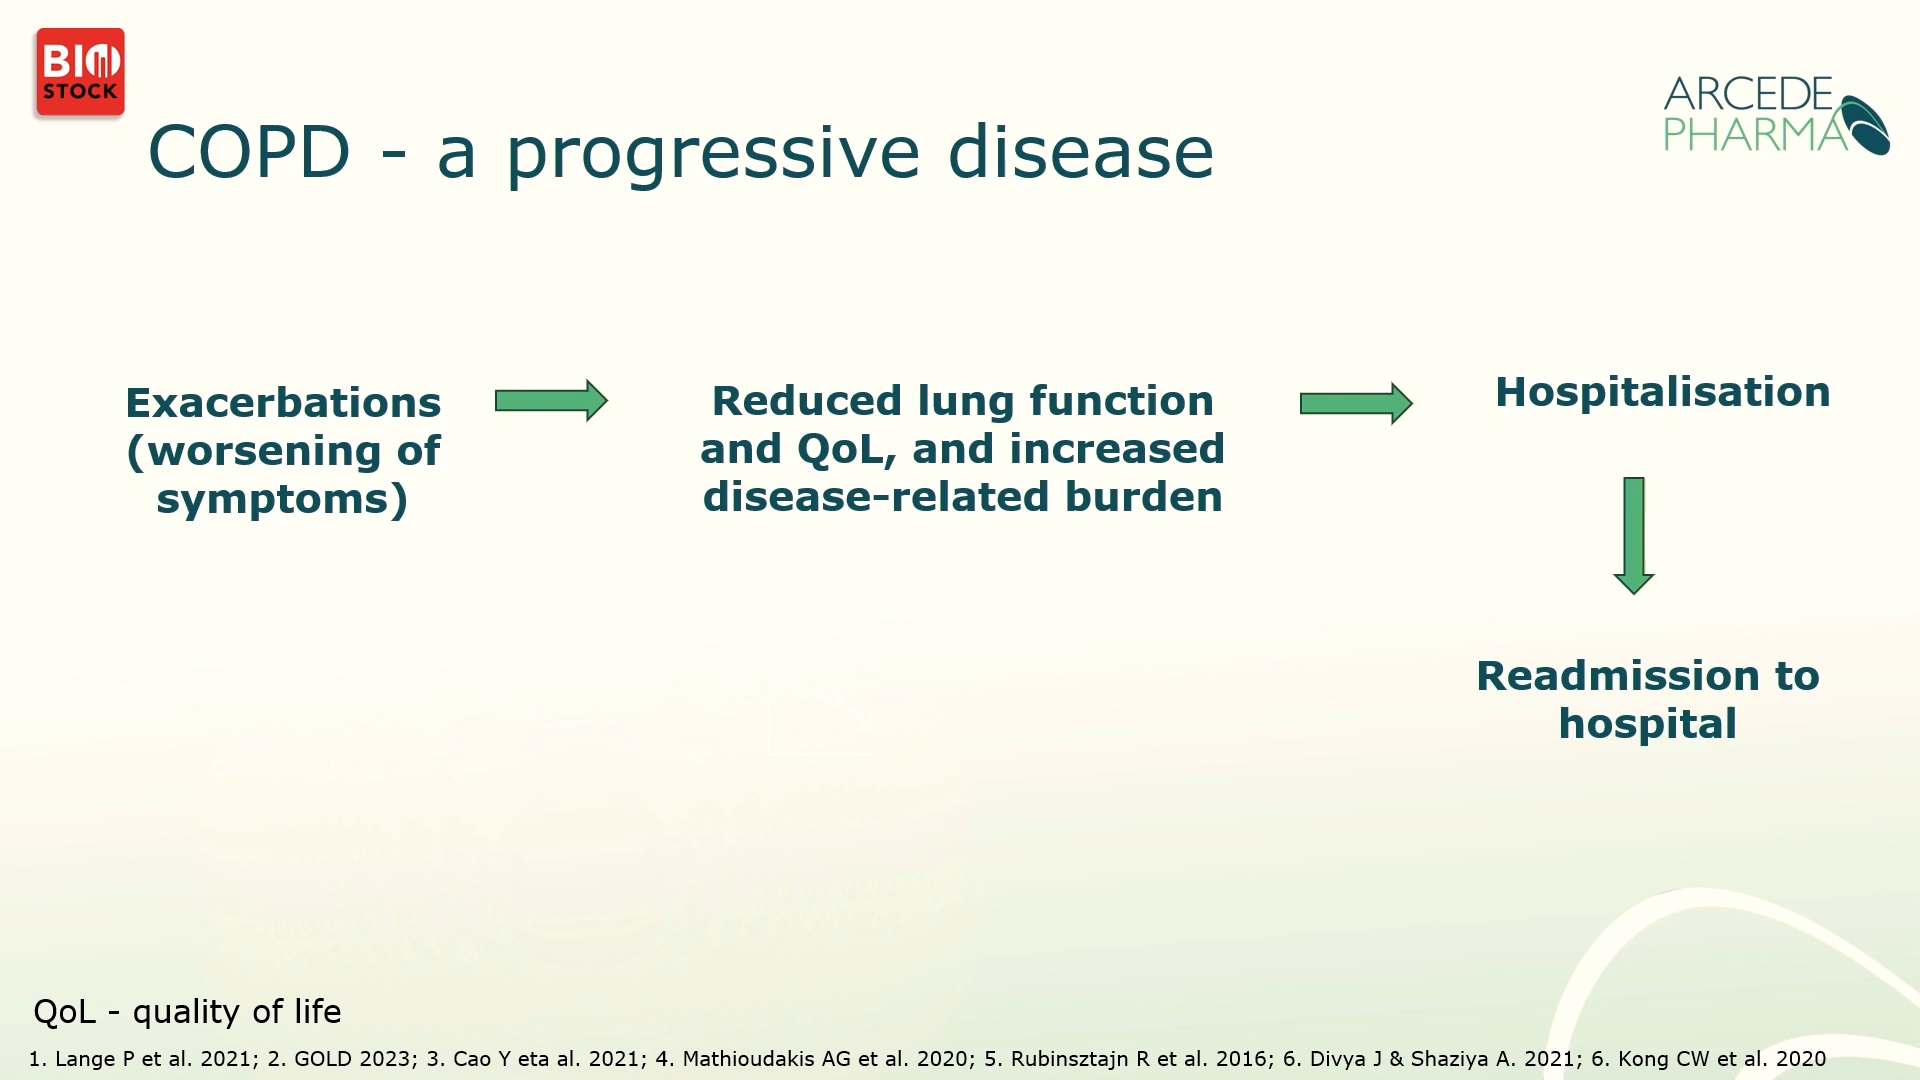 BIO
STOCK
ARCEDE
PHARMA
COPD - a progressive disease
Exacerbations
(worsening of
symptoms)
Reduced lung function
and QoL, and increased
disease-related burden
Hospitalisation
Readmission to
hospital
QoL - quality of life
1. Lange P et al. 2021; 2. GOLD 2023; 3. Cao Y eta al. 2021; 4. Mathioudakis AG et al. 2020; 5. Rubinsztajn R et al. 2016; 6. Divya J & Shaziya A. 2021; 6. Kong CW et al. 2020